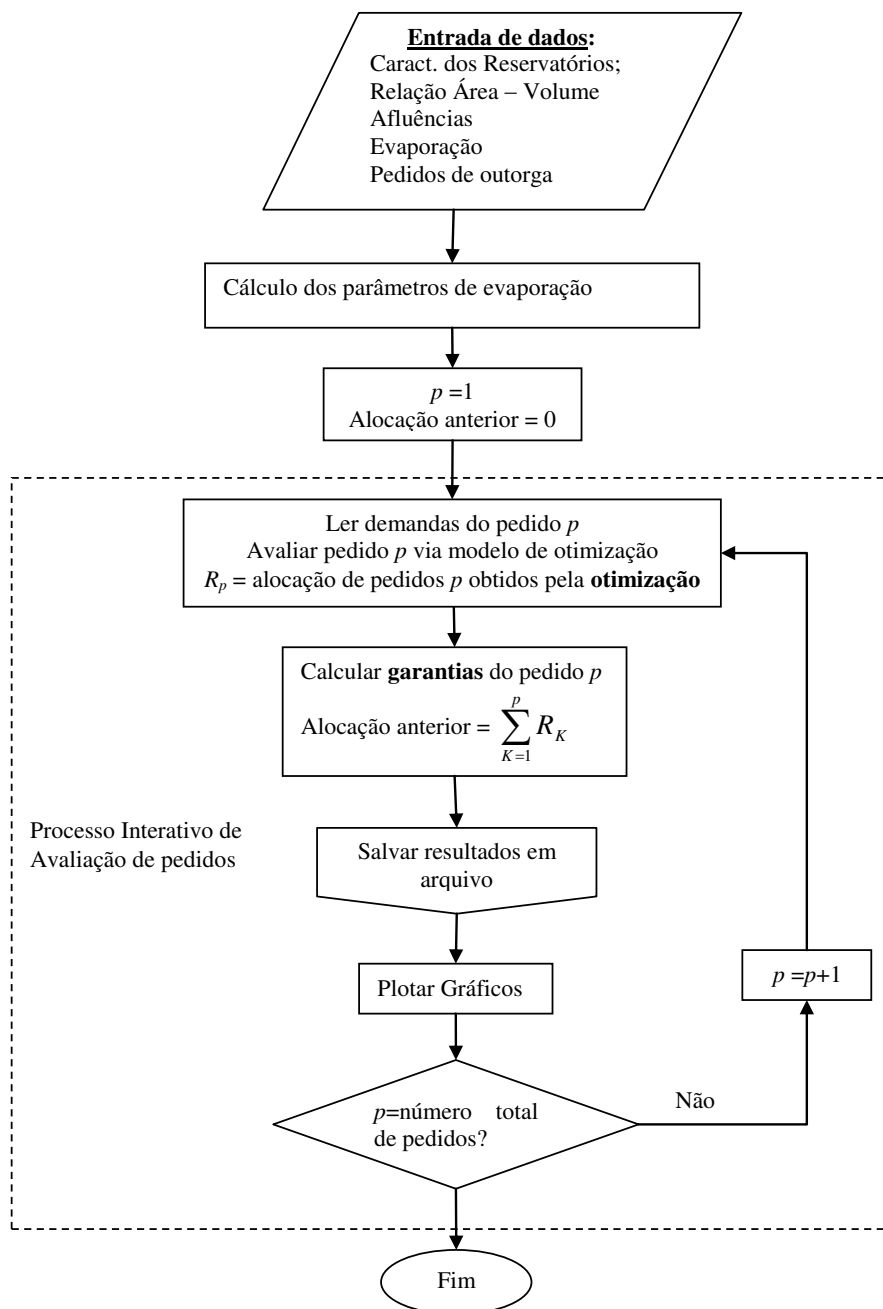 Entrada de dados:
Caract. dos Reservatórios;
Relação Área – Volume
Afluências
Evaporação
Pedidos de outorga
Cálculo dos parâmetros de evaporação
p =1
Alocação anterior = 0
Ler demandas do pedido p
Avaliar pedido p via modelo de otimização
R_p = alocação de pedidos p obtidos pela otimização
Calcular garantias do pedido p
Alocação anterior = \sum_{K=1}^{p} R_K
Processo Interativo de
Avaliação de pedidos
Salvar resultados em
arquivo
Plotar Gráficos
p =p+1
p=número total
de pedidos?
Não
Fim